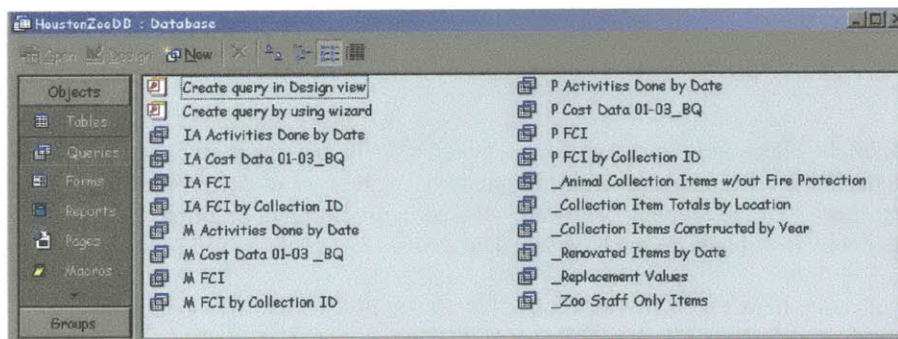 HoustonZooDB : Database
Open Design New
Objects
Tables
Queries
Forms
Reports
Pages
Macros
Groups
Create query in Design view
Create query by using wizard
IA Activities Done by Date
IA Cost Data 01-03_BQ
IA FCI
IA FCI by Collection ID
M Activities Done by Date
M Cost Data 01-03 _BQ
M FCI
M FCI by Collection ID
P Activities Done by Date
P Cost Data 01-03_BQ
P FCI
P FCI by Collection ID
_Animal Collection Items w/out Fire Protection
_Collection Item Totals by Location
_Collection Items Constructed by Year
_Renovated Items by Date
_Replacement Values
_Zoo Staff Only Items